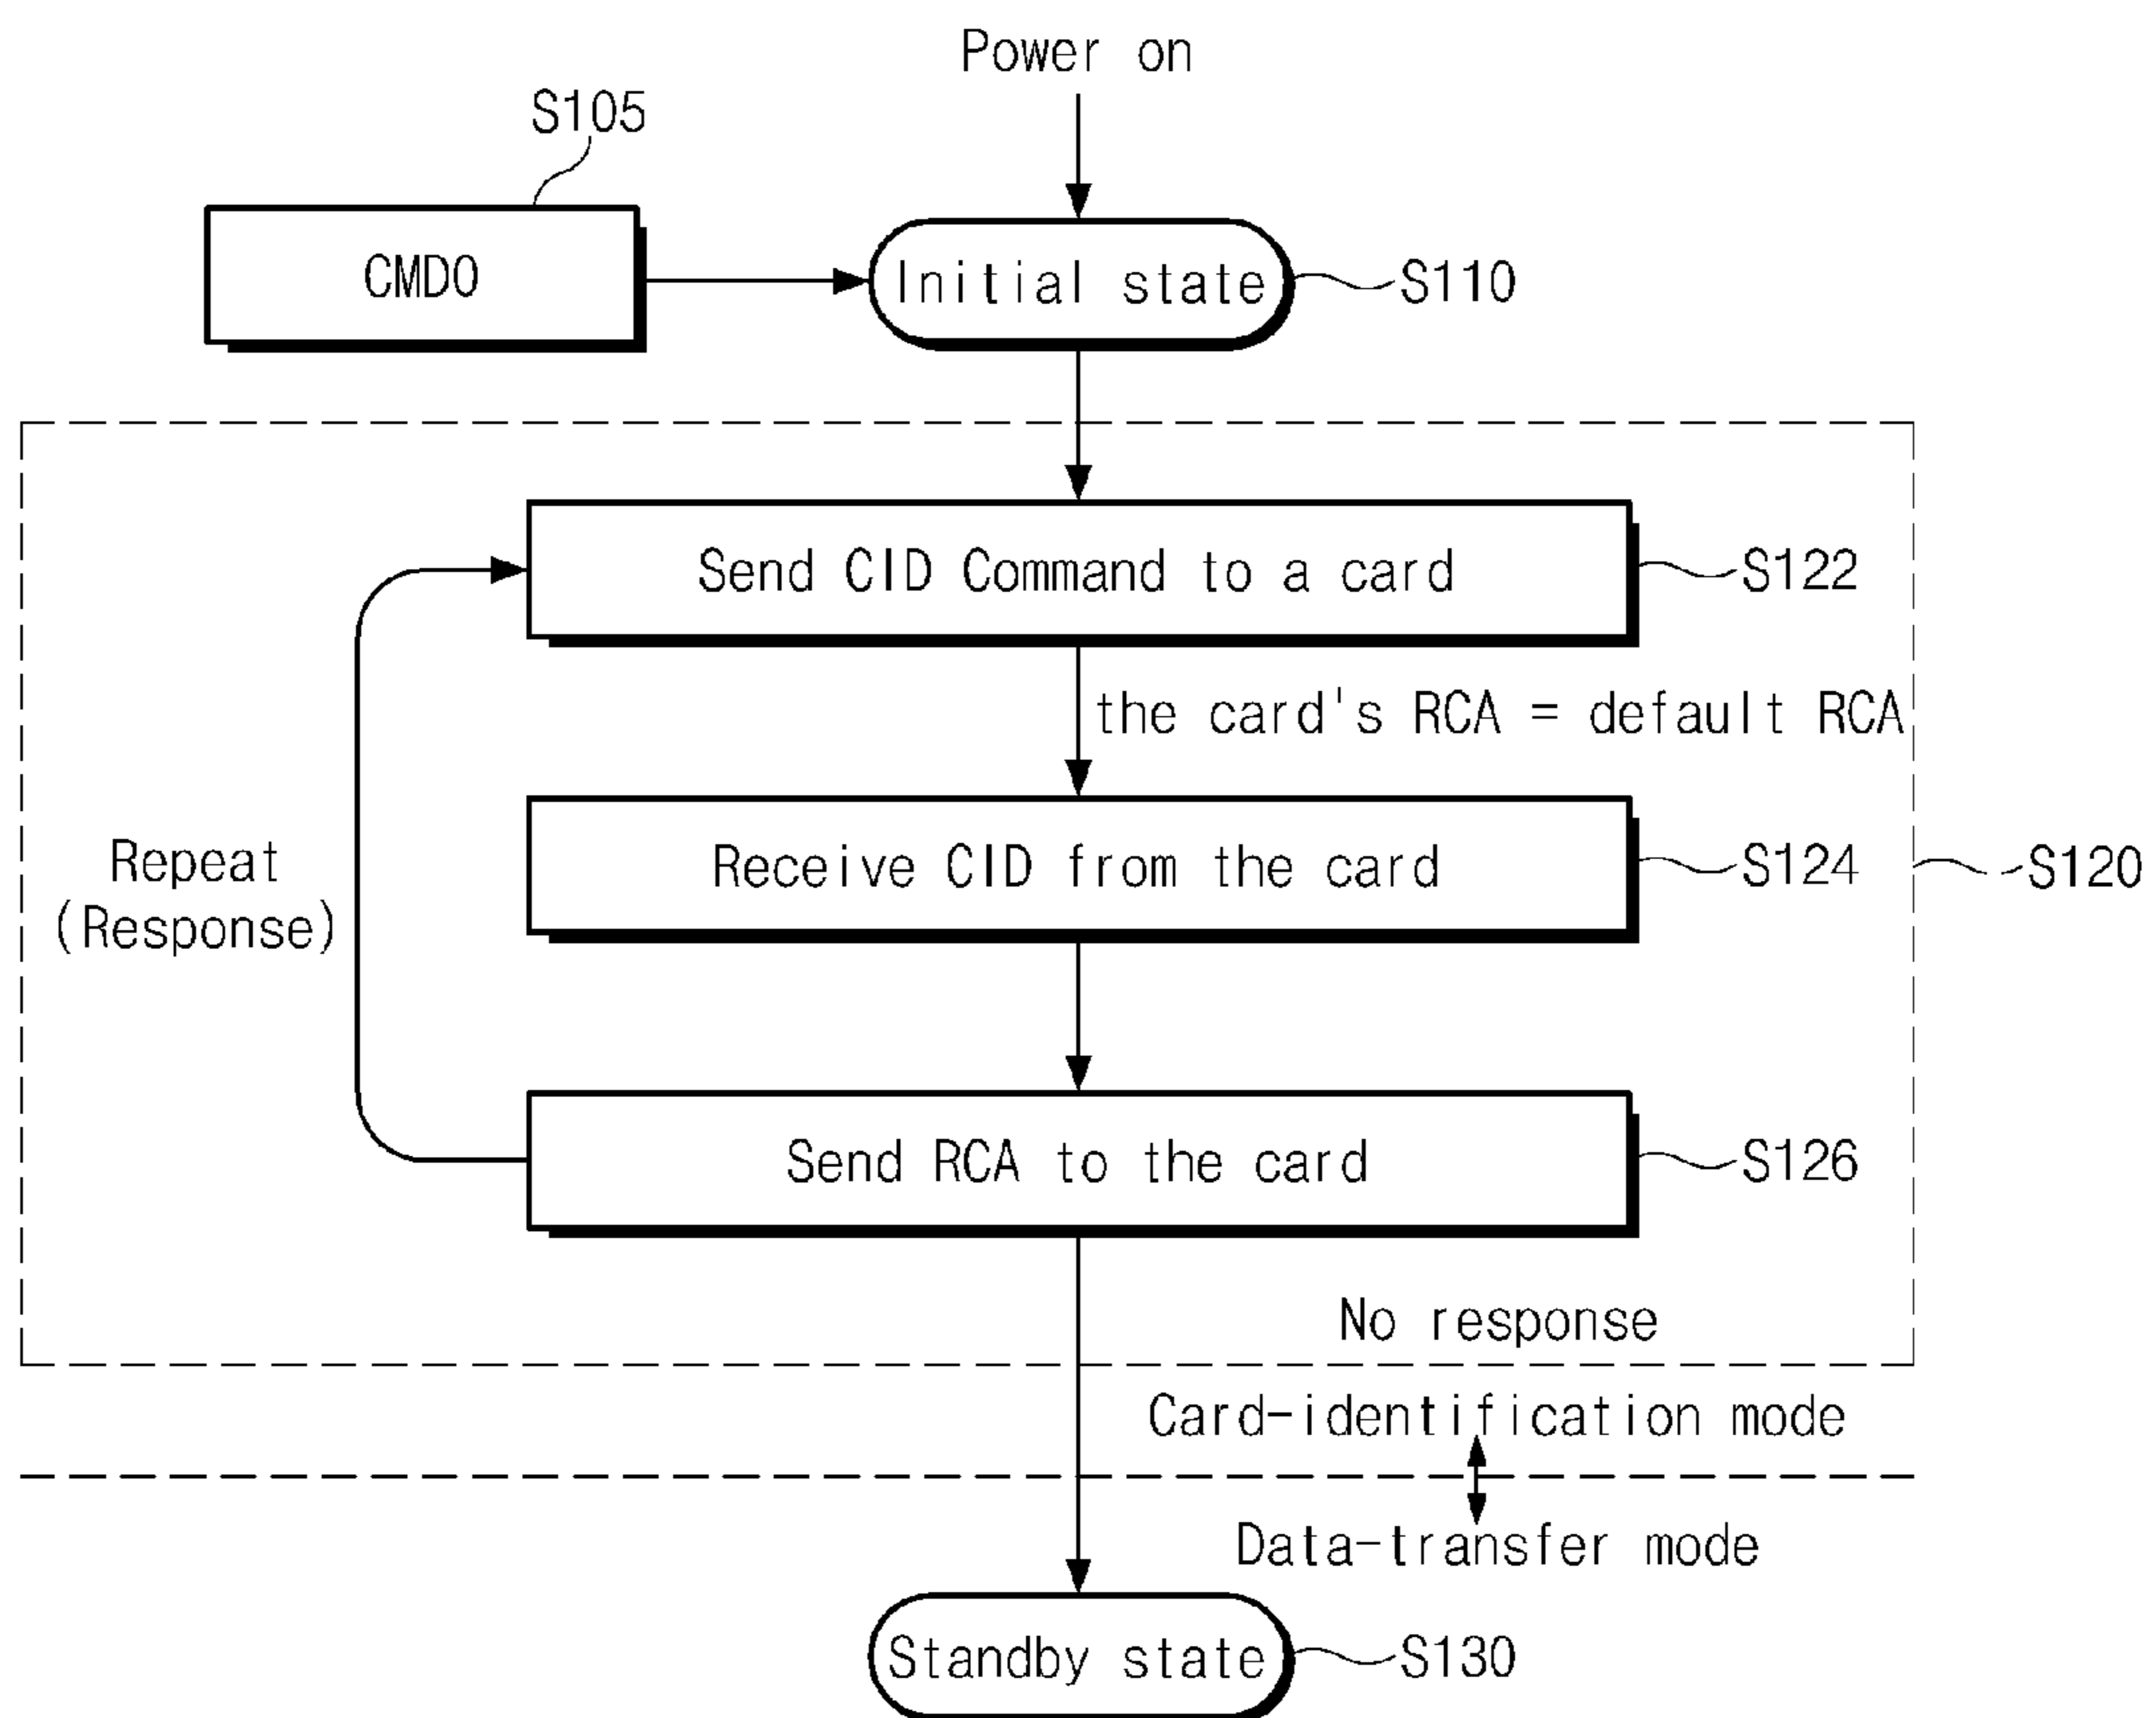 Power on
S105
CMD0
Initial state
S110
Send CID Command to a card
S122
the card's RCA = default RCA
Repeat
(Response)
Receive CID from the card
S124
S120
Send RCA to the card
S126
No response
Card-identification mode
Data-transfer mode
Standby state
S130